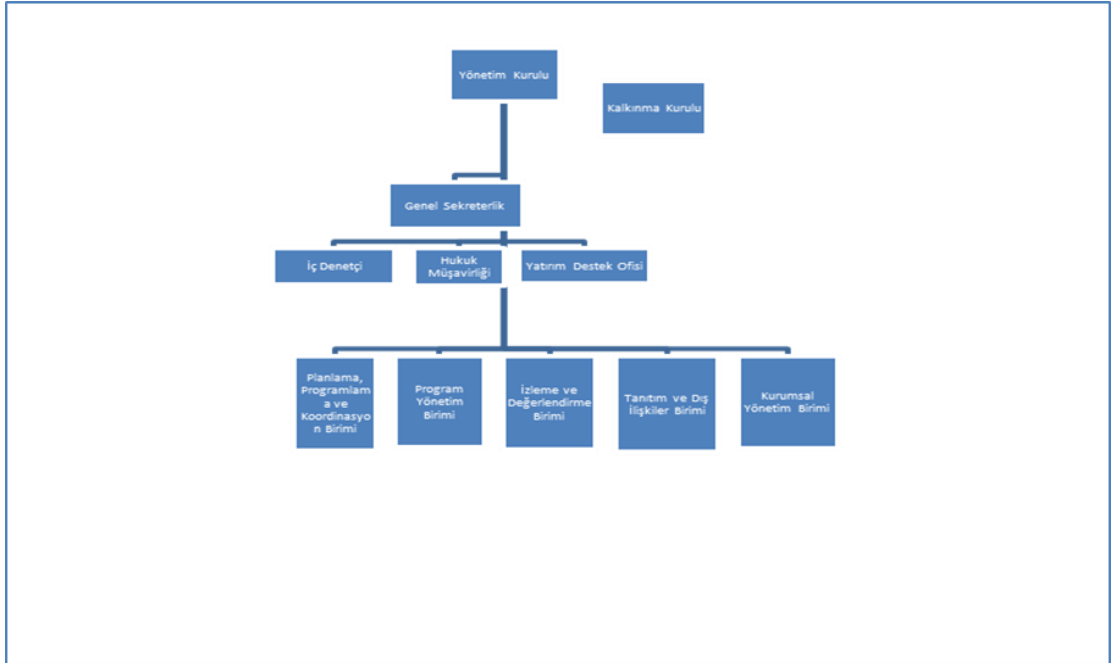 Yönetim Kurulu
Kalkınma Kurulu
Genel Sekreterlik
İç Denetçi
Hukuk
Müşavirliği
Yatırım Destek Ofisi
Planlama,
Programlam
a ve
Koordinasyo
n Birimi
Program
Yönetim
Birimi
İzleme ve
Değerlendirme
Birimi
Tanıtım ve Dış
İlişkiler Birimi
Kurumsal
Yönetim Birimi